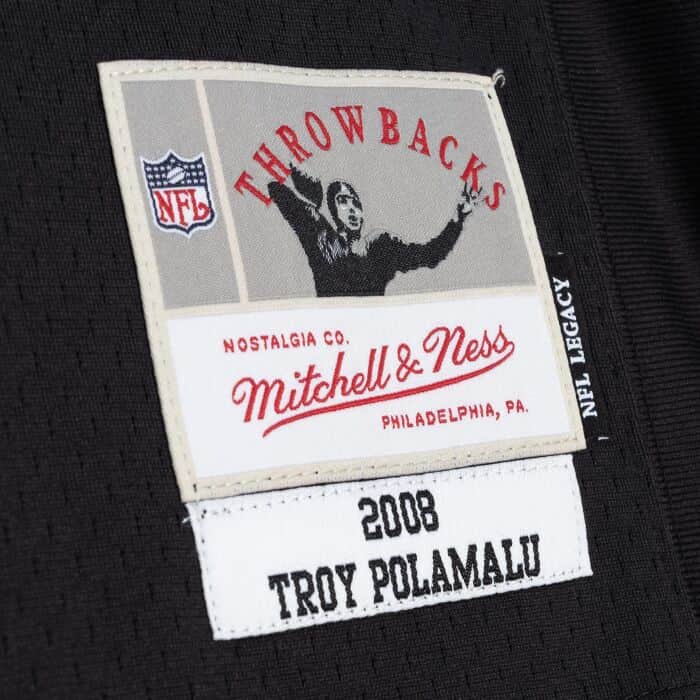 THROWBACKS
NFL
NOSTALGIA CO.
Mitchell & Ness
PHILADELPHIA, PA.
NFL LEGACY
2008
TROY POLAMALU